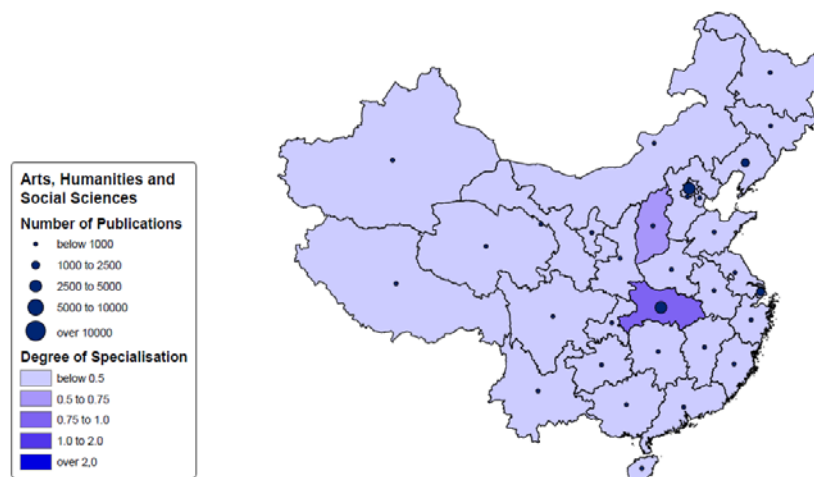 Arts, Humanities and
Social Sciences
Number of Publications
below 1000
1000 to 2500
2500 to 5000
5000 to 10000
over 10000
Degree of Specialisation
below 0.5
0.5 to 0.75
0.75 to 1.0
1.0 to 2.0
over 2,0